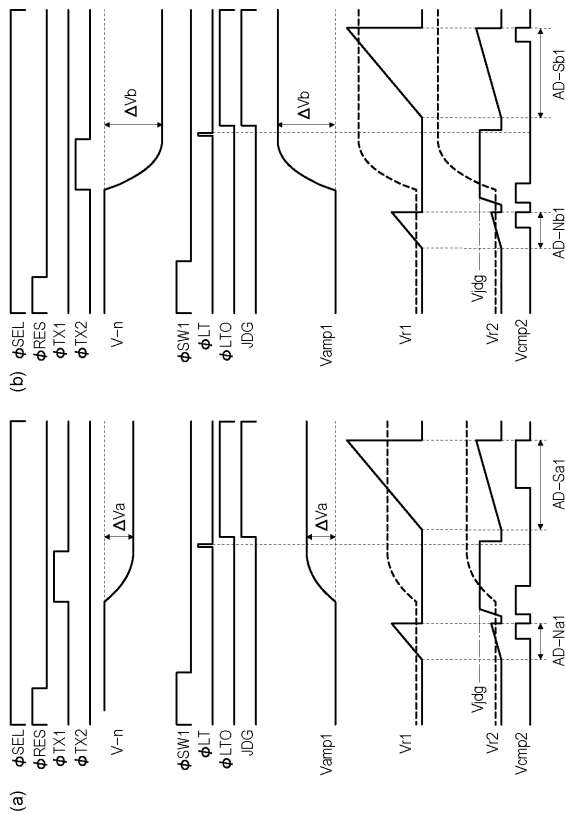 (a)
ϕSEL
ϕRES
ϕTX1
ϕTX2
V−n
ΔVa
ϕSW1
ϕLT
ϕLTO
JDG
Vamp1
ΔVa
Vr1
Vjdg
Vr2
Vcmp2
AD−Na1
AD−Sa1
(b)
ϕSEL
ϕRES
ϕTX1
ϕTX2
V−n
ΔVb
ϕSW1
ϕLT
ϕLTO
JDG
Vamp1
ΔVb
Vr1
Vjdg
Vr2
Vcmp2
AD−Nb1
AD−Sb1